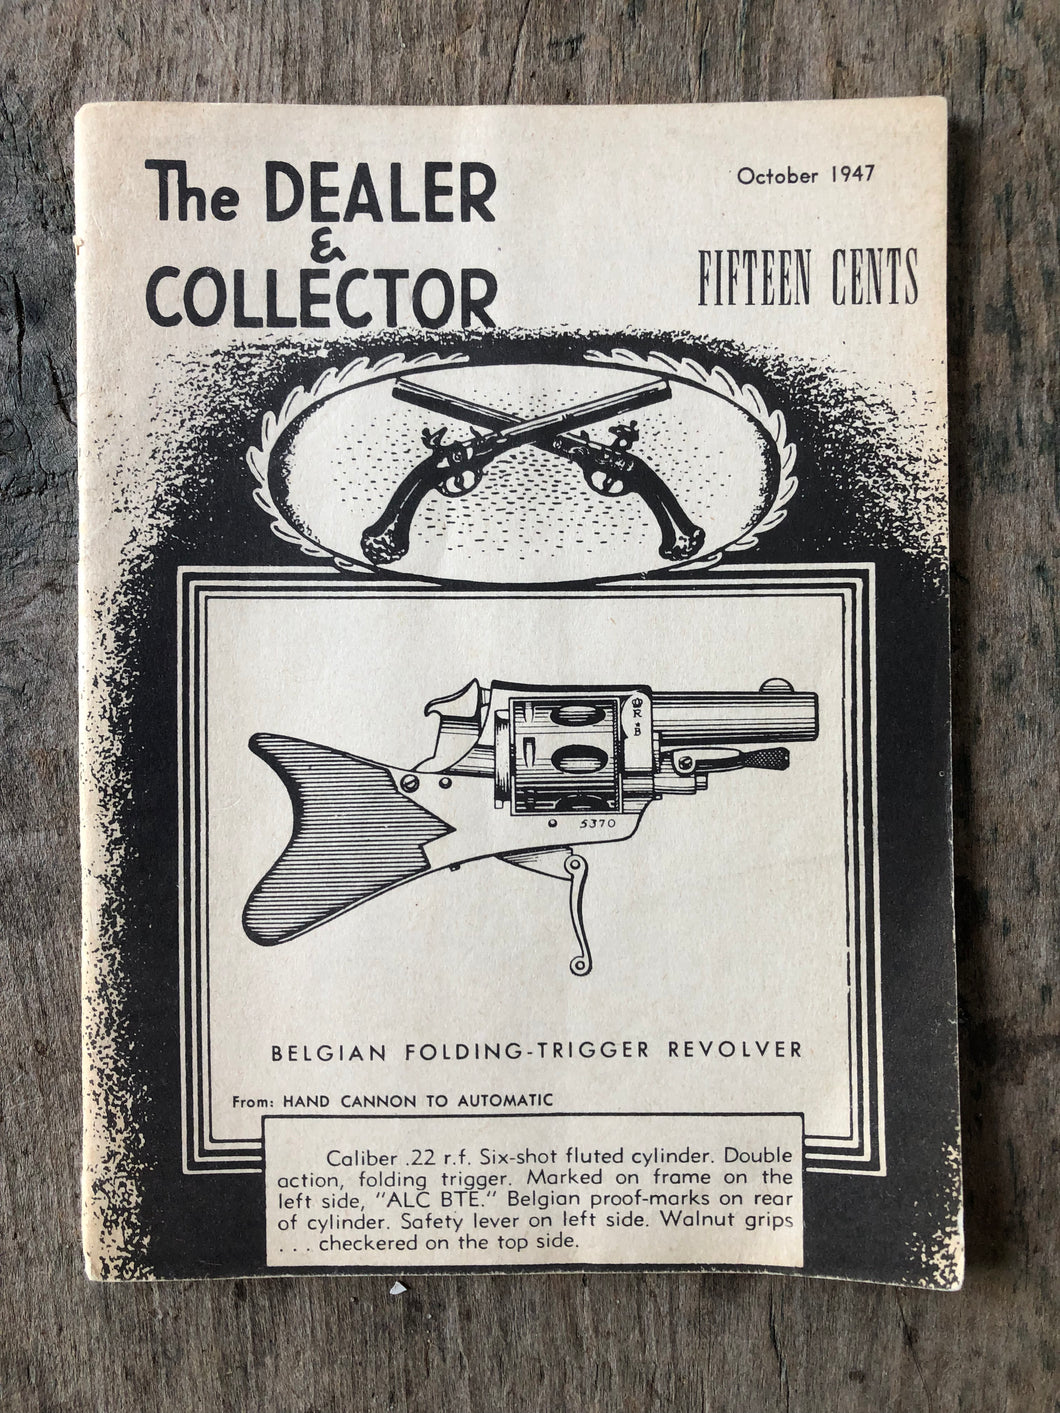 The DEALER
&
COLLECTOR
October 1947
FIFTEEN CENTS
R
B
5370
BELGIAN FOLDING-TRIGGER REVOLVER
From: HAND CANNON TO AUTOMATIC
Caliber .22 r.f. Six-shot fluted cylinder. Double
action, folding trigger. Marked on frame on the
left side, "ALC BTE." Belgian proof-marks on rear
of cylinder. Safety lever on left side. Walnut grips
. . . checkered on the top side.